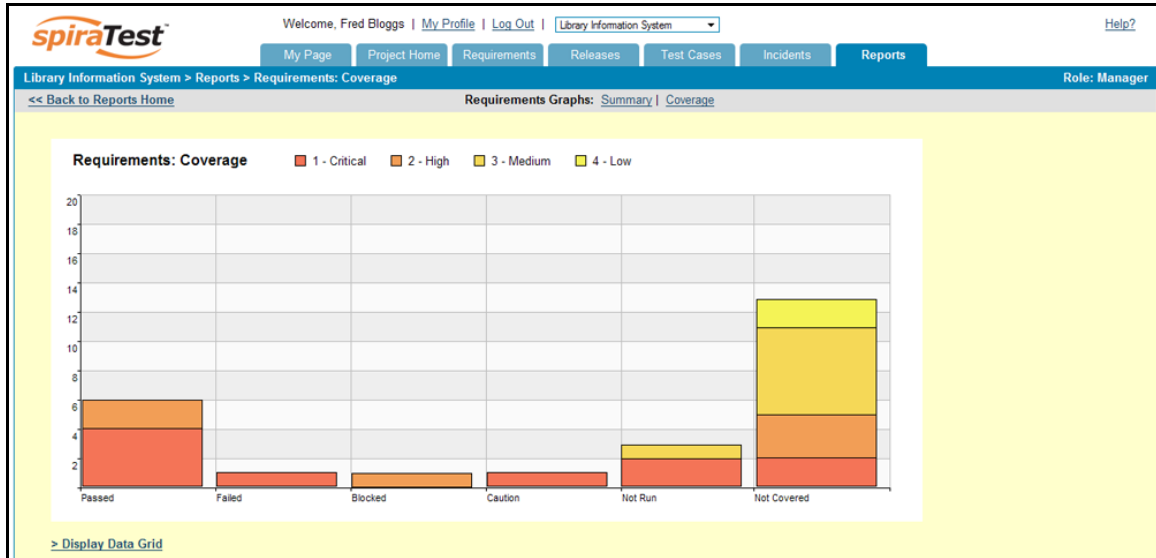 spiraTest™
Welcome, Fred Bloggs | My Profile | Log Out | Library Information System
Help?
My Page Project Home Requirements Releases Test Cases Incidents Reports
Library Information System > Reports > Requirements: Coverage
Role: Manager
<< Back to Reports Home
Requirements Graphs: Summary | Coverage
Requirements: Coverage
1 - Critical 2 - High 3 - Medium 4 - Low
20
18
16
14
12
10
8
6
4
2
Passed Failed Blocked Caution Not Run Not Covered
> Display Data Grid